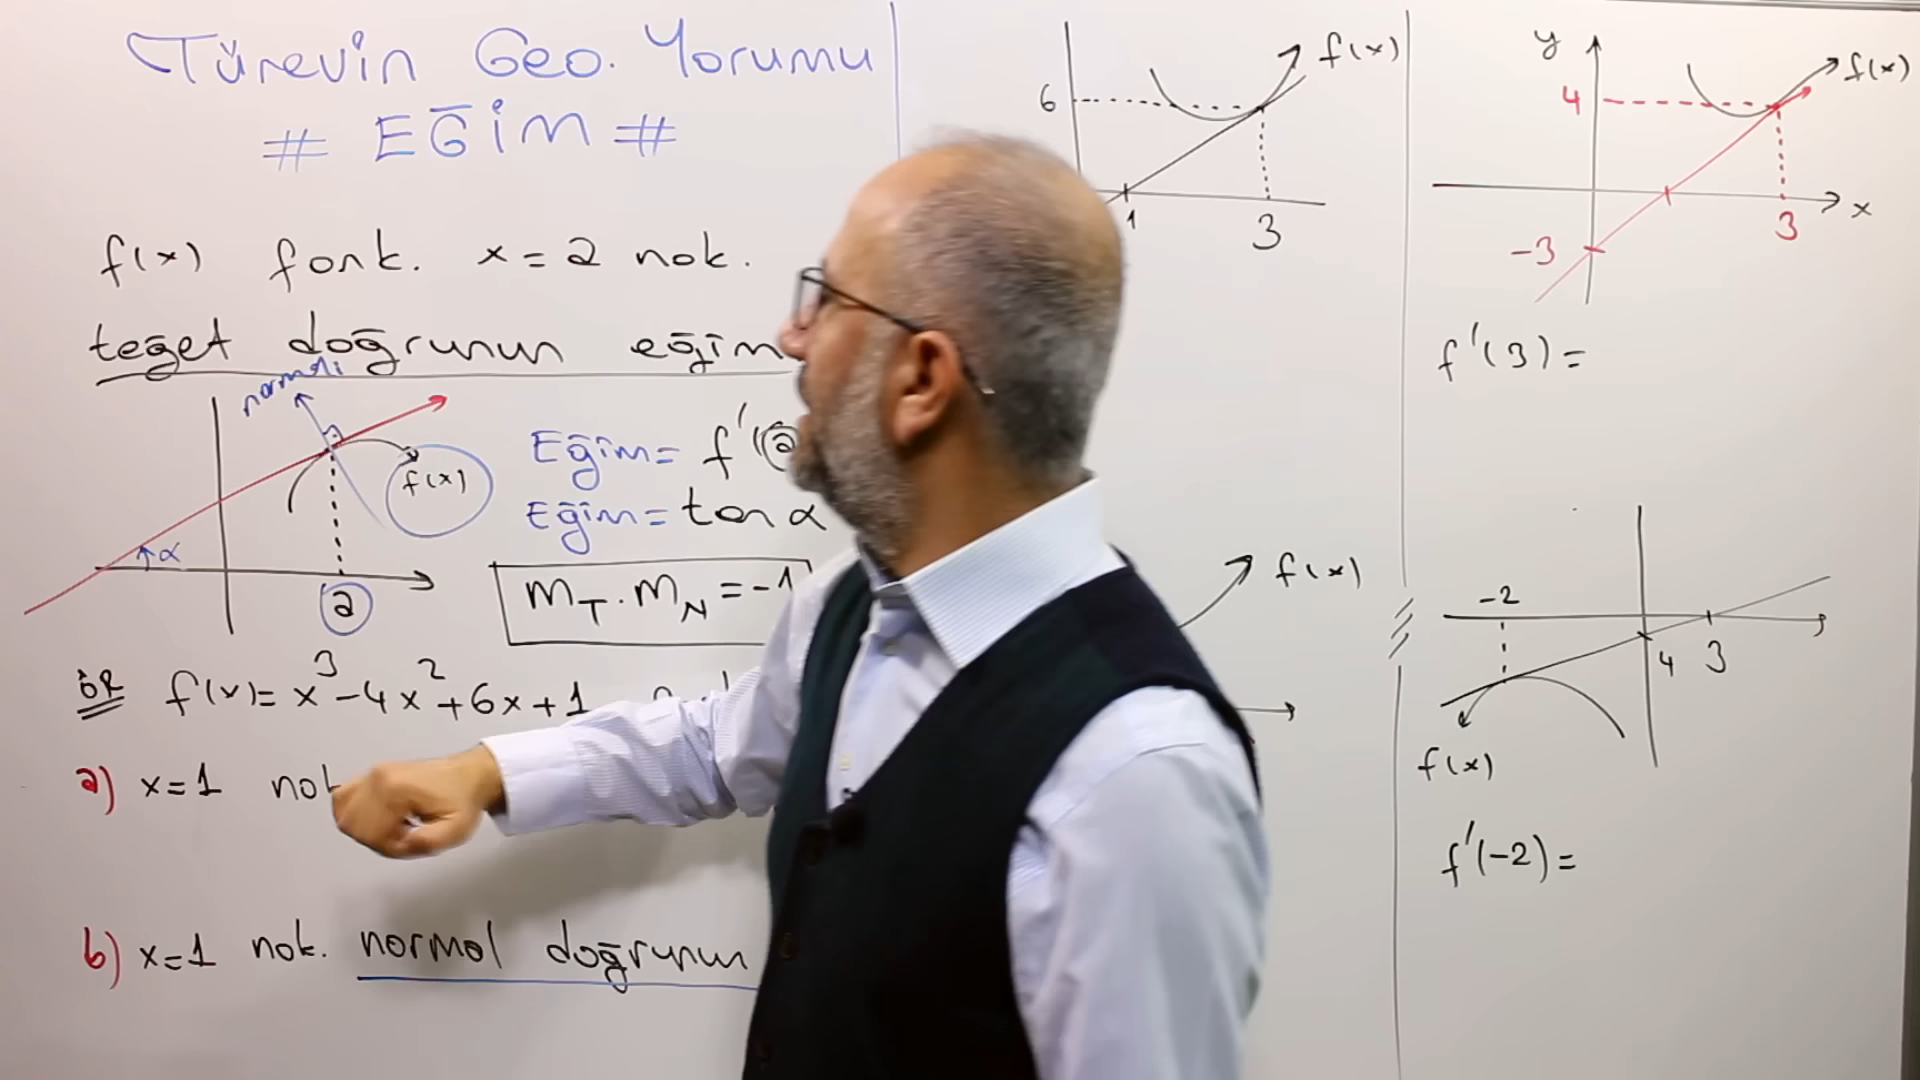 Türevin Geo. Yorumu
# EĞİM #
f(x) fonk. x = 2 nok.
teğet doğrunun eğim
normali
f(x)
α
a
Eğim = f'(a
Eğim = tan α
m_T . m_N = -1
ör f(x) = x³ - 4x² + 6x + 1
a) x = 1 nok
b) x = 1 nok. normal doğrunun
f(x)
6
1
3
f(x)
y
f(x)
4
x
3
-3
f'(3) =
-2
4
3
f(x)
f'(-2) =